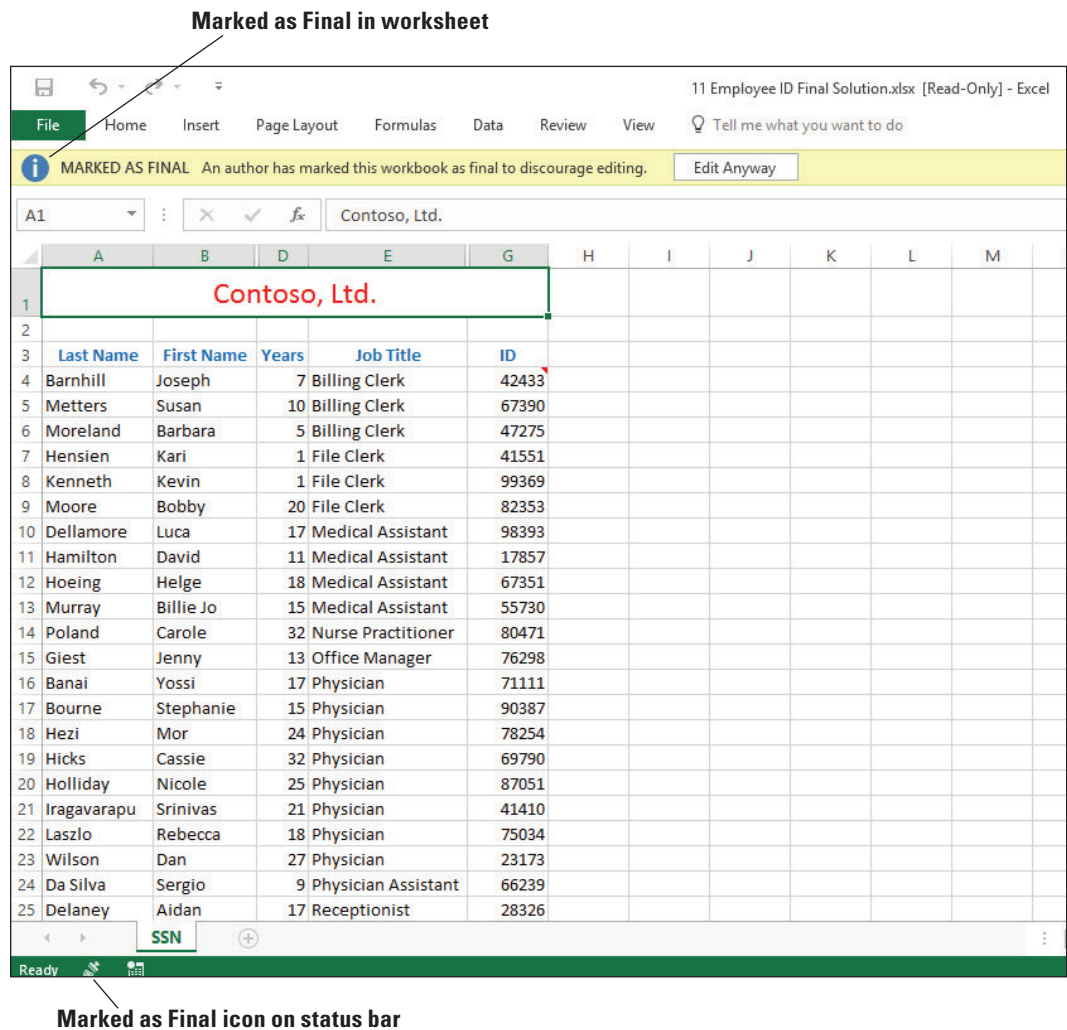 Marked as Final in worksheet
11 Employee ID Final Solution.xlsx [Read-Only] - Excel
File Home Insert Page Layout Formulas Data Review View Tell me what you want to do
MARKED AS FINAL An author has marked this workbook as final to discourage editing. Edit Anyway
A1 fx Contoso, Ltd.
A B D E G H I J K L M
1 Contoso, Ltd.
2
3 Last Name First Name Years Job Title ID
4 Barnhill Joseph 7 Billing Clerk 42433
5 Metters Susan 10 Billing Clerk 67390
6 Moreland Barbara 5 Billing Clerk 47275
7 Hensien Kari 1 File Clerk 41551
8 Kenneth Kevin 1 File Clerk 99369
9 Moore Bobby 20 File Clerk 82353
10 Dellamore Luca 17 Medical Assistant 98393
11 Hamilton David 11 Medical Assistant 17857
12 Hoeing Helge 18 Medical Assistant 67351
13 Murray Billie Jo 15 Medical Assistant 55730
14 Poland Carole 32 Nurse Practitioner 80471
15 Giest Jenny 13 Office Manager 76298
16 Banai Yossi 17 Physician 71111
17 Bourne Stephanie 15 Physician 90387
18 Hezi Mor 24 Physician 78254
19 Hicks Cassie 32 Physician 69790
20 Holliday Nicole 25 Physician 87051
21 Iragavarapu Srinivas 21 Physician 41410
22 Laszlo Rebecca 18 Physician 75034
23 Wilson Dan 27 Physician 23173
24 Da Silva Sergio 9 Physician Assistant 66239
25 Delaney Aidan 17 Receptionist 28326
SSN
Ready
Marked as Final icon on status bar